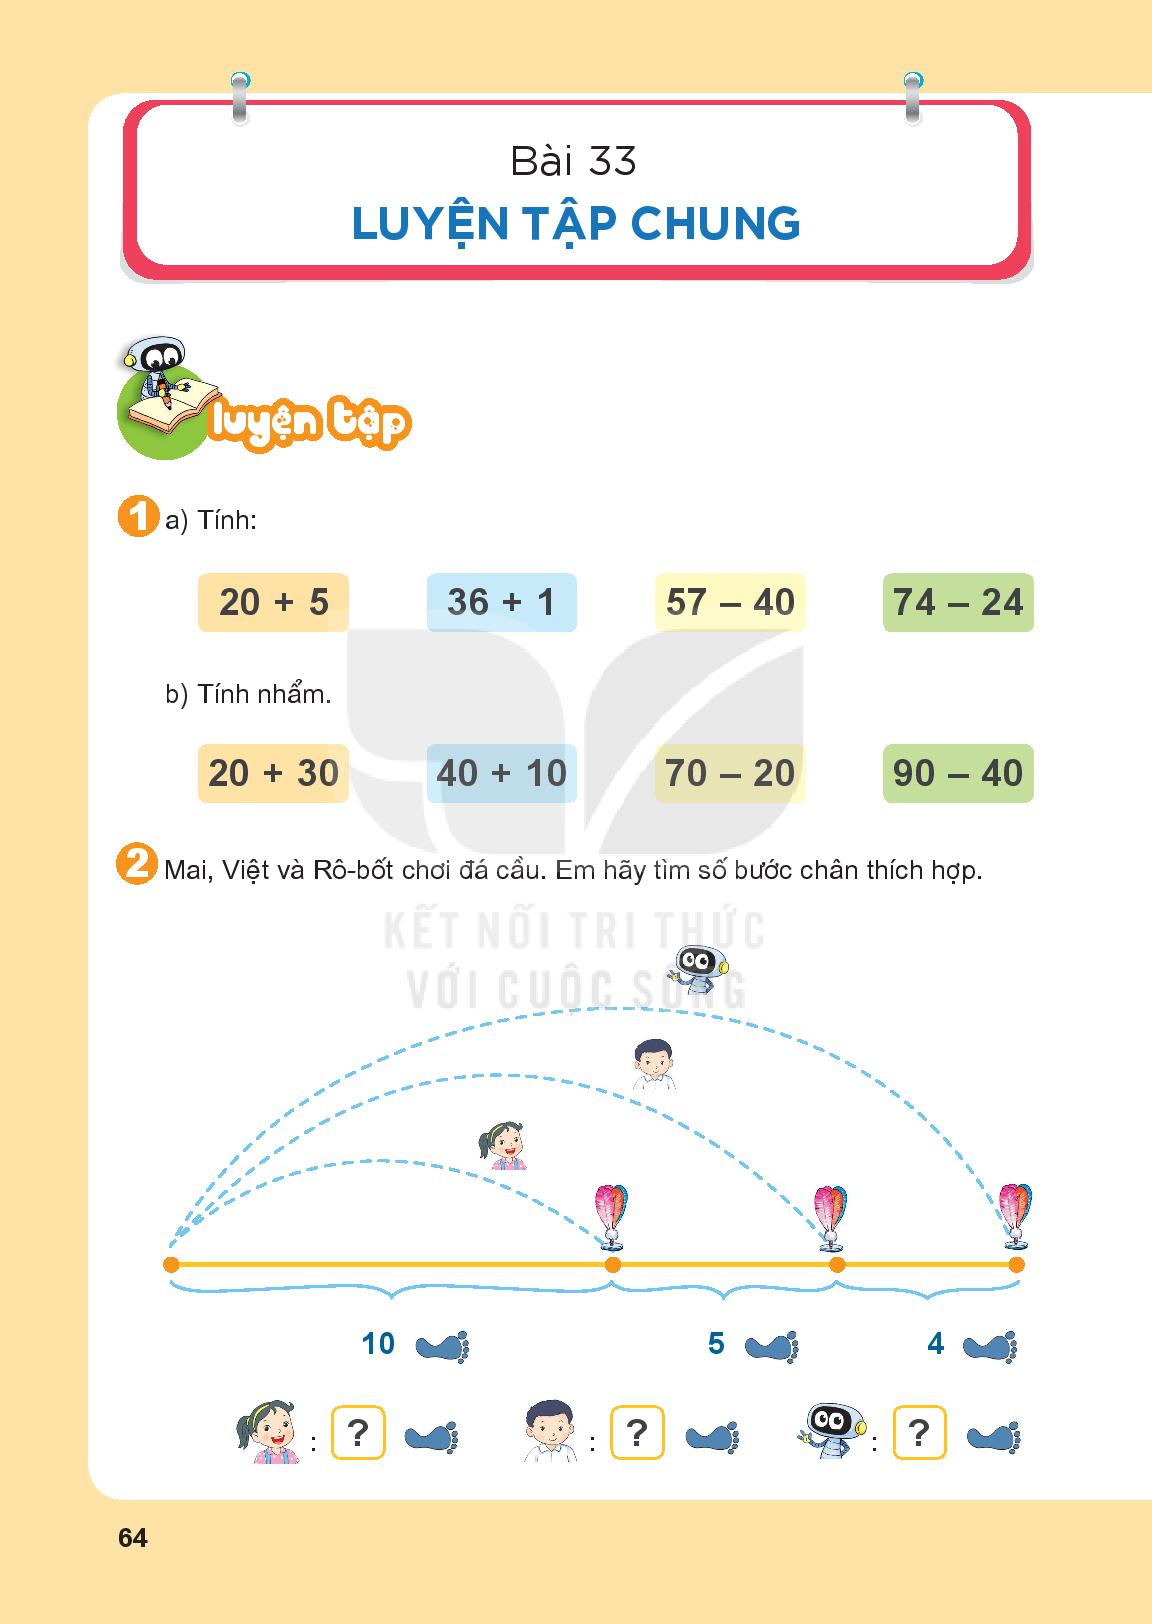 Bài 33
LUYỆN TẬP CHUNG
luyện tập
1 a) Tính:
20 + 5 36 + 1 57 – 40 74 – 24
b) Tính nhẩm.
20 + 30 40 + 10 70 – 20 90 – 40
2 Mai, Việt và Rô-bốt chơi đá cầu. Em hãy tìm số bước chân thích hợp.
KẾT NỐI TRI THỨC
VỚI CUỘC SỐNG
10 5 4
: ? : ? : ?
64